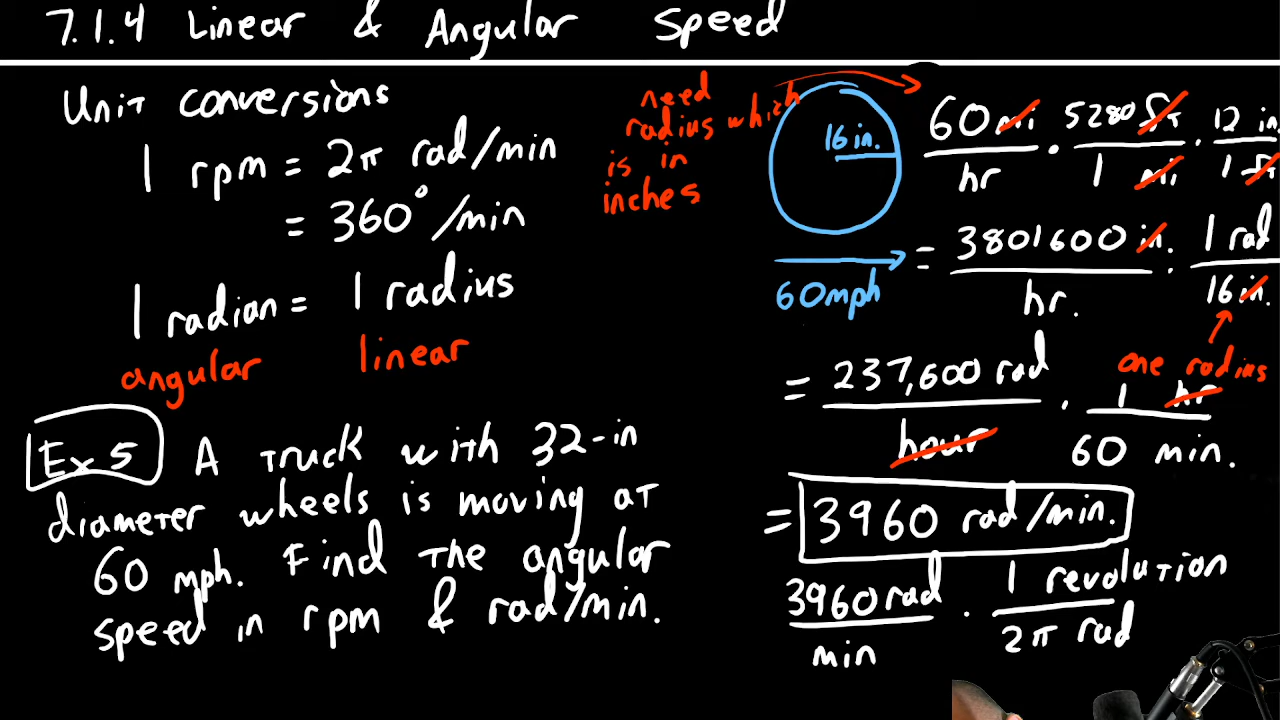 7.1.4 Linear & Angular Speed
Unit conversions
1 rpm = 2π rad/min
= 360°/min
1 radian = 1 radius
angular linear
Ex 5 A truck with 32-in
diameter wheels is moving at
60 mph. Find the angular
speed in rpm & rad/min.
need
radius which
is in
inches
16 in.
60mph
60 mi / hr · 5280 ft / 1 mi · 12 in / 1 ft
= 3801600 in. / hr. · 1 rad / 16 in.
one radius
= 237,600 rad / hour · 1 hr / 60 min.
= 3960 rad/min.
3960 rad / min · 1 revolution / 2π rad